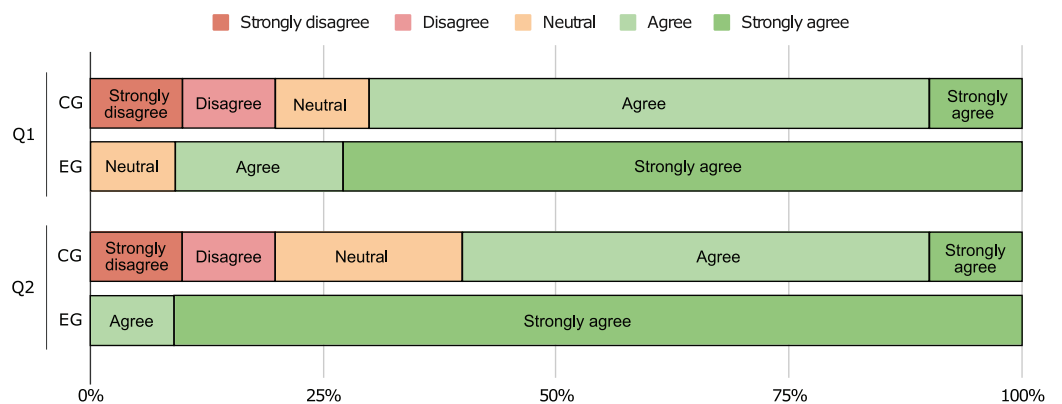 Strongly disagree Disagree Neutral Agree Strongly agree
Q1
CG
Strongly
disagree
Disagree
Neutral
Agree
Strongly
agree
EG
Neutral
Agree
Strongly agree
Q2
CG
Strongly
disagree
Disagree
Neutral
Agree
Strongly
agree
EG
Agree
Strongly agree
0% 25% 50% 75% 100%